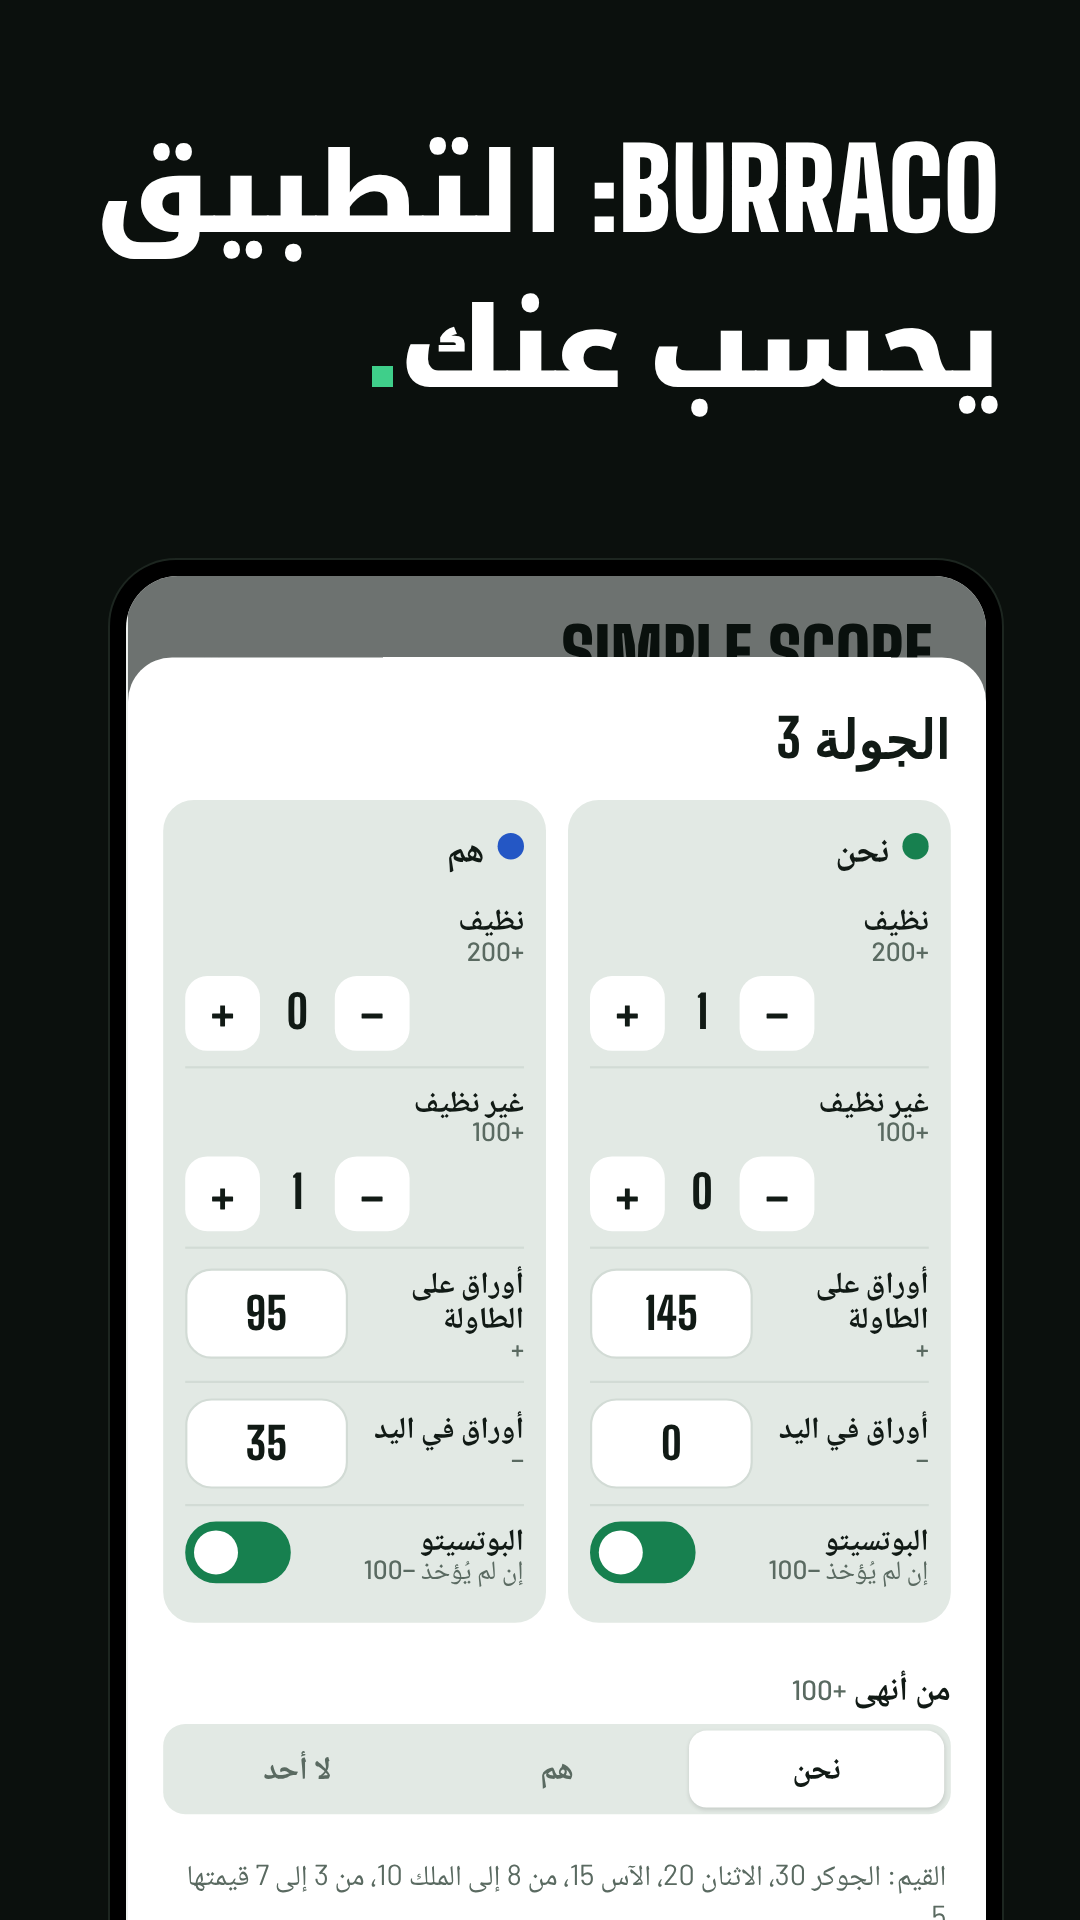 BURRACO: التطبيق
يحسب عنك.
SIMPLE SCORE
الجولة 3
نحن
نظيف
+200
− 1 +
غير نظيف
+100
− 0 +
أوراق على
الطاولة
+
145
أوراق في اليد
−
0
البوتسيتو
إن لم يُؤخذ −100
هم
نظيف
+200
− 0 +
غير نظيف
+100
− 1 +
أوراق على
الطاولة
+
95
أوراق في اليد
−
35
البوتسيتو
إن لم يُؤخذ −100
من أنهى +100
نحن
هم
لا أحد
القيم: الجوكر 30، الاثنان 20، الآس 15، من 8 إلى الملك 10، من 3 إلى 7 قيمتها
5